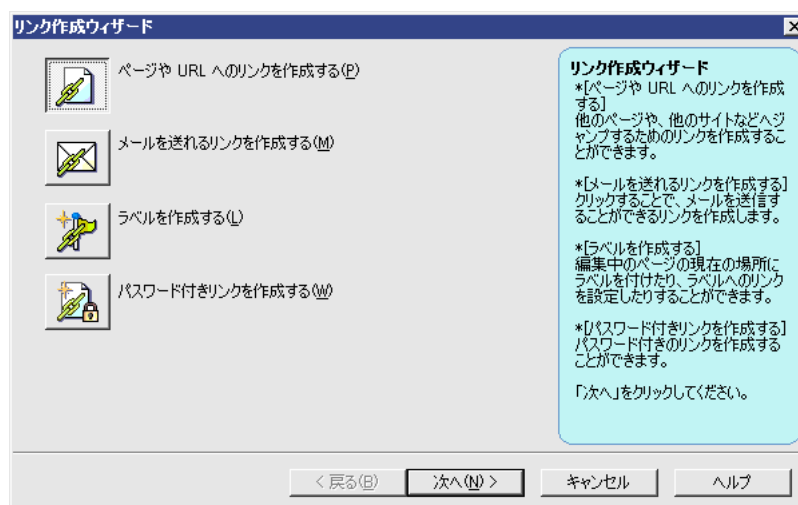 リンク作成ウィザード
ページや URL へのリンクを作成する(P)
メールを送れるリンクを作成する(M)
ラベルを作成する(L)
パスワード付きリンクを作成する(W)
リンク作成ウィザード
*[ページや URL へのリンクを作成
する]
他のページや、他のサイトなどへジ
ャンプするためのリンクを作成するこ
とができます。
*[メールを送れるリンクを作成する]
クリックすることで、メールを送信す
ることができるリンクを作成します。
*[ラベルを作成する]
編集中のページの現在の場所に
ラベルを付けたり、ラベルへのリンク
を設定したりすることができます。
*[パスワード付きリンクを作成する]
パスワード付きのリンクを作成する
ことができます。
「次へ」をクリックしてください。
< 戻る(B)
次へ(N) >
キャンセル
ヘルプ